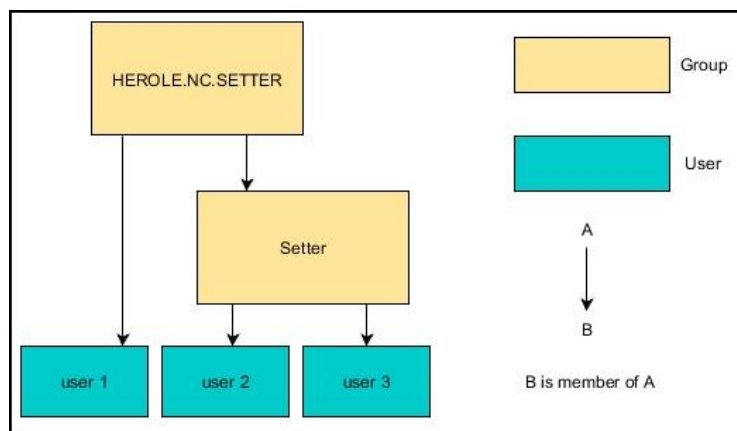 HEROLE.NC.SETTER
Group
User
A
Setter
B
user 1
user 2
user 3
B is member of A